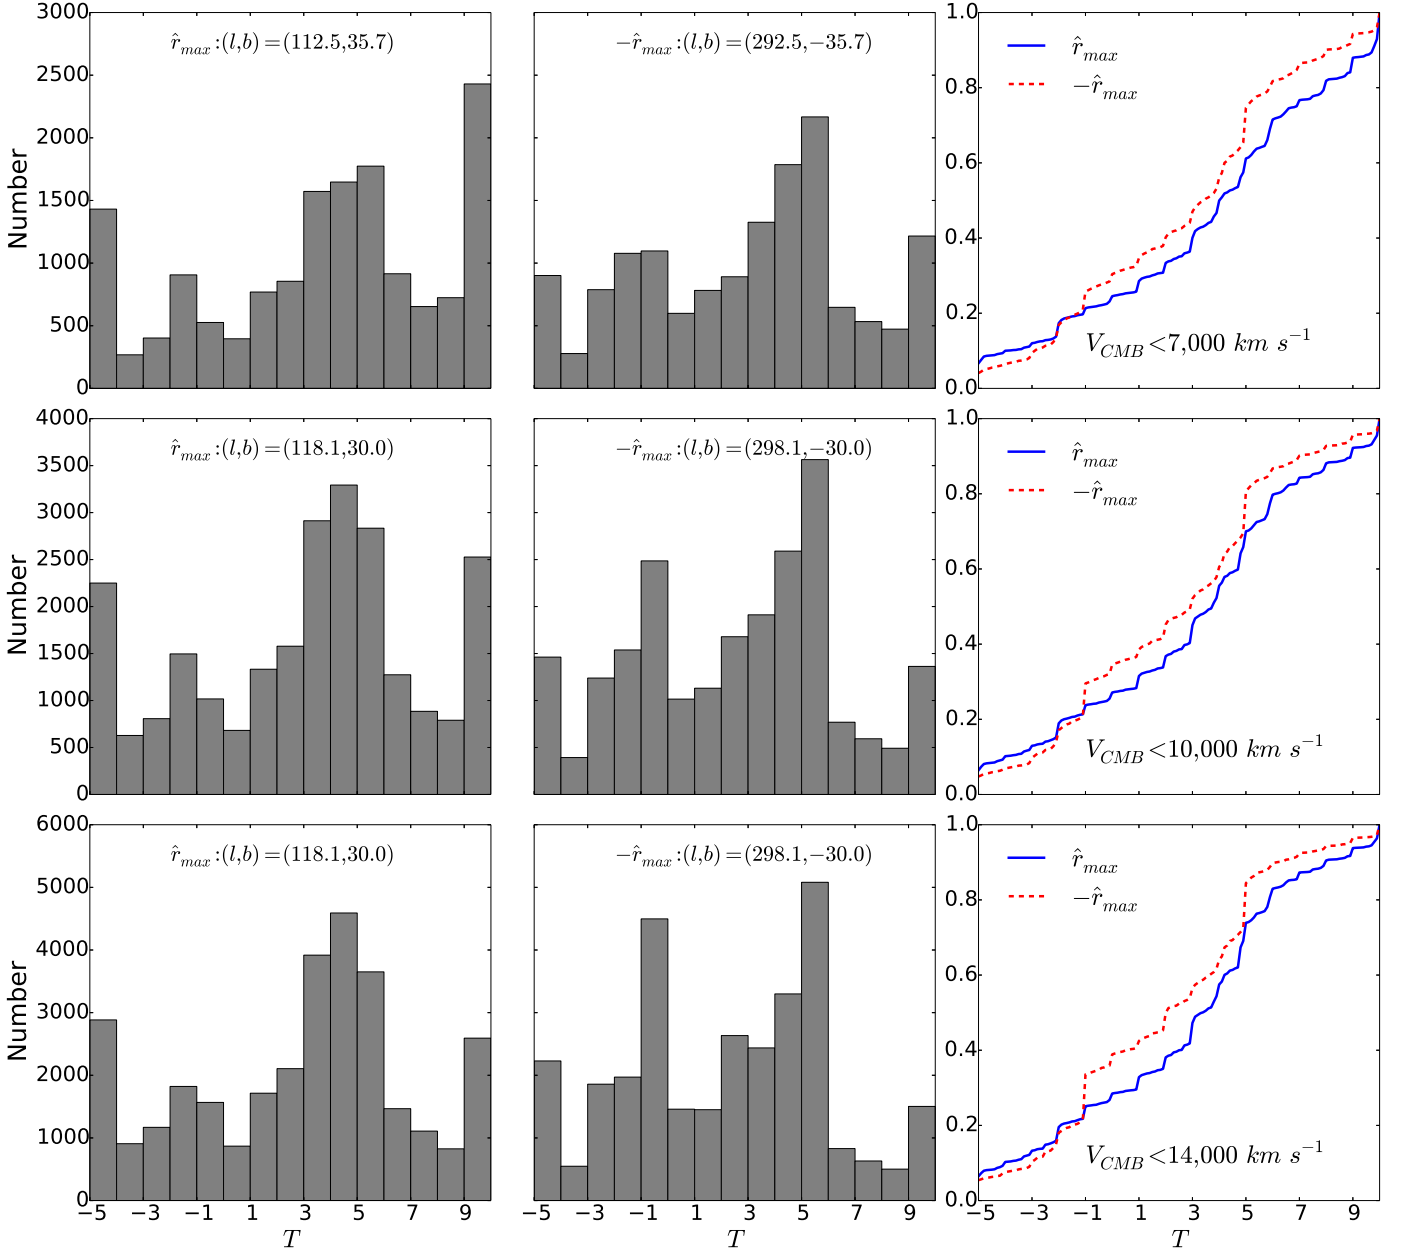 3000
2500
2000
1500
1000
500
0
Number
r̂max:(l,b)=(112.5,35.7)
−r̂max:(l,b)=(292.5,−35.7)
1.0
0.8
0.6
0.4
0.2
0.0
r̂max
−r̂max
VCMB<7,000 km s−1
4000
3500
3000
2500
2000
1500
1000
500
0
Number
r̂max:(l,b)=(118.1,30.0)
−r̂max:(l,b)=(298.1,−30.0)
1.0
0.8
0.6
0.4
0.2
0.0
r̂max
−r̂max
VCMB<10,000 km s−1
6000
5000
4000
3000
2000
1000
0
Number
r̂max:(l,b)=(118.1,30.0)
−r̂max:(l,b)=(298.1,−30.0)
1.0
0.8
0.6
0.4
0.2
0.0
r̂max
−r̂max
VCMB<14,000 km s−1
−5 −3 −1 1 3 5 7 9
T
−5 −3 −1 1 3 5 7 9
T
−5 −3 −1 1 3 5 7 9
T